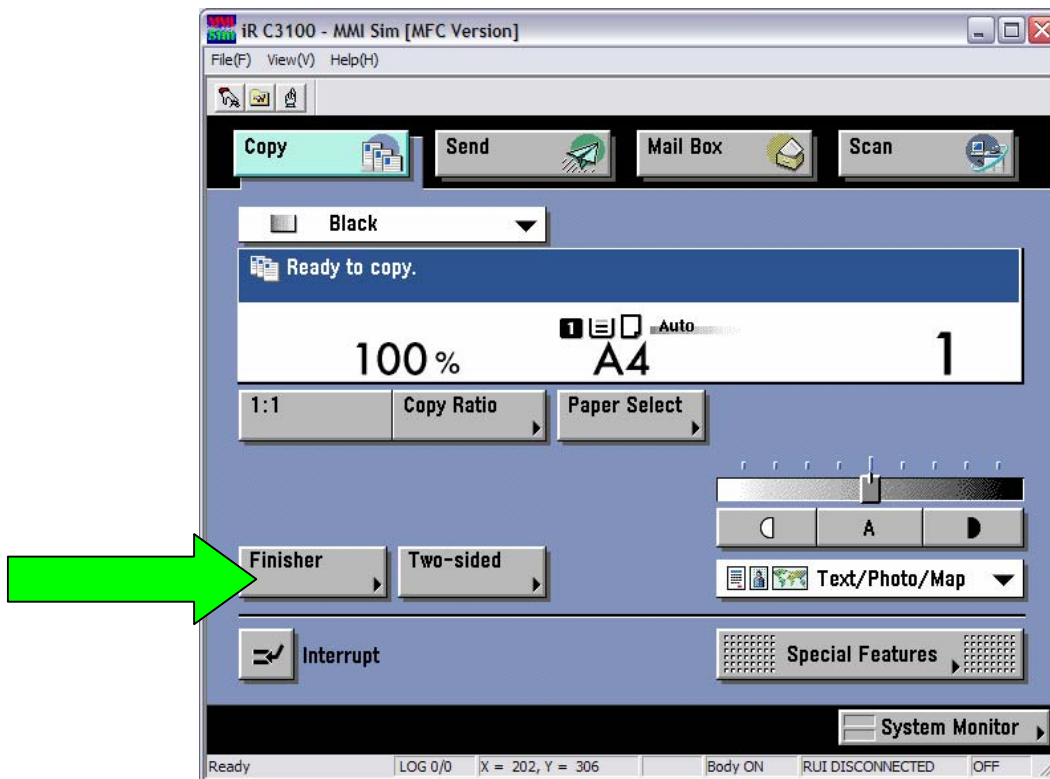 iR C3100 - MMI Sim [MFC Version]
File(F) View(V) Help(H)
Copy Send Mail Box Scan
Black
Ready to copy.
1 Auto
100 % A4 1
1:1 Copy Ratio Paper Select
A
Finisher Two-sided
Text/Photo/Map
Interrupt Special Features
System Monitor
Ready LOG 0/0 X = 202, Y = 306 Body ON RUI DISCONNECTED OFF